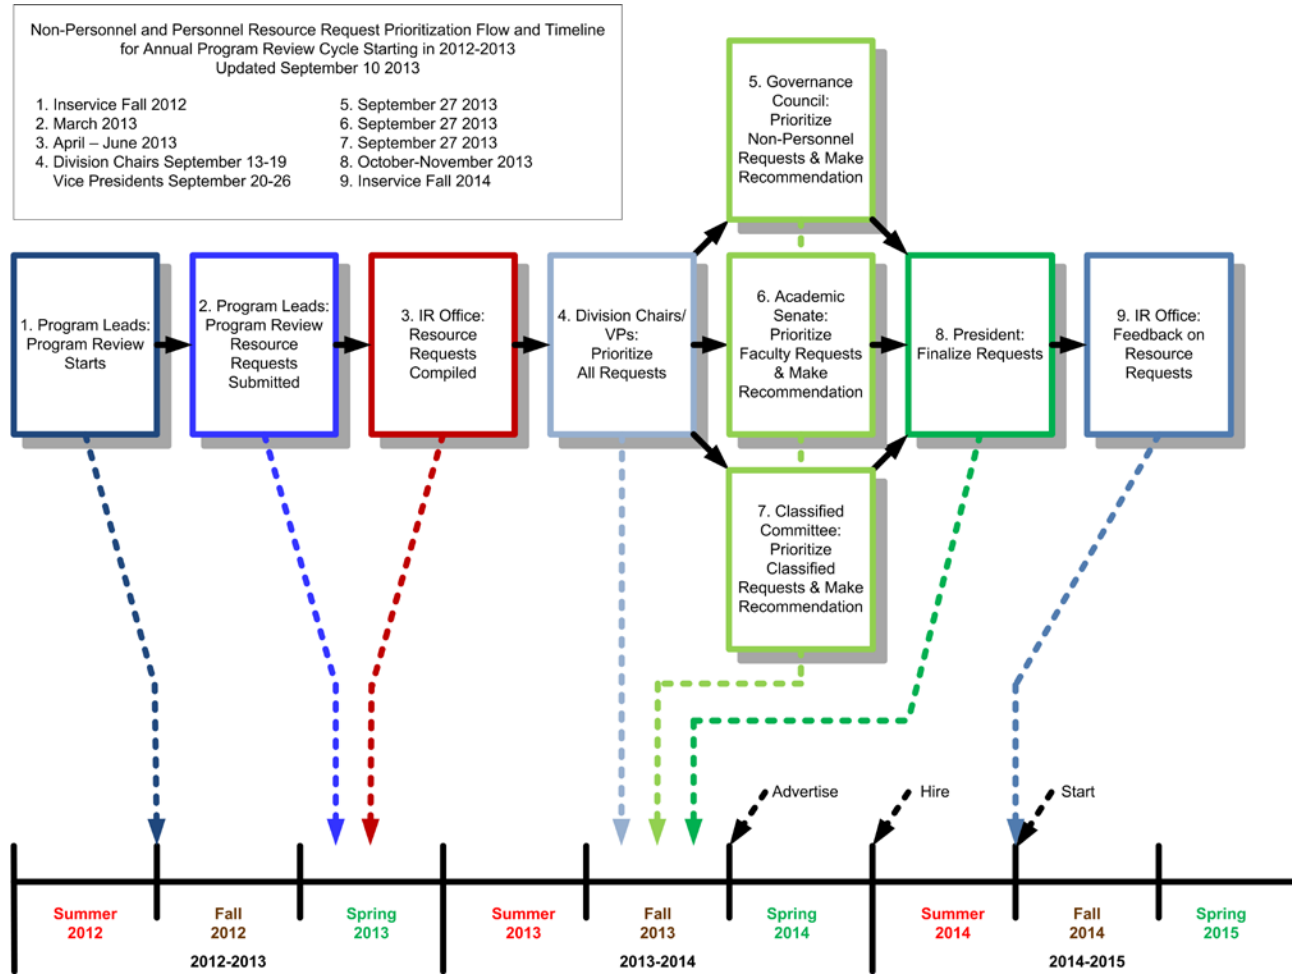 Non-Personnel and Personnel Resource Request Prioritization Flow and Timeline
for Annual Program Review Cycle Starting in 2012-2013
Updated September 10 2013
1. Inservice Fall 2012
2. March 2013
3. April – June 2013
4. Division Chairs September 13-19
Vice Presidents September 20-26
5. September 27 2013
6. September 27 2013
7. September 27 2013
8. October-November 2013
9. Inservice Fall 2014
1. Program Leads:
Program Review
Starts
2. Program Leads:
Program Review
Resource
Requests
Submitted
3. IR Office:
Resource
Requests
Compiled
4. Division Chairs/
VPs:
Prioritize
All Requests
5. Governance
Council:
Prioritize
Non-Personnel
Requests & Make
Recommendation
6. Academic
Senate:
Prioritize
Faculty Requests
& Make
Recommendation
7. Classified
Committee:
Prioritize
Classified
Requests & Make
Recommendation
8. President:
Finalize Requests
9. IR Office:
Feedback on
Resource
Requests
Advertise
Hire
Start
Summer
2012
Fall
2012
Spring
2013
Summer
2013
Fall
2013
Spring
2014
Summer
2014
Fall
2014
Spring
2015
2012-2013
2013-2014
2014-2015